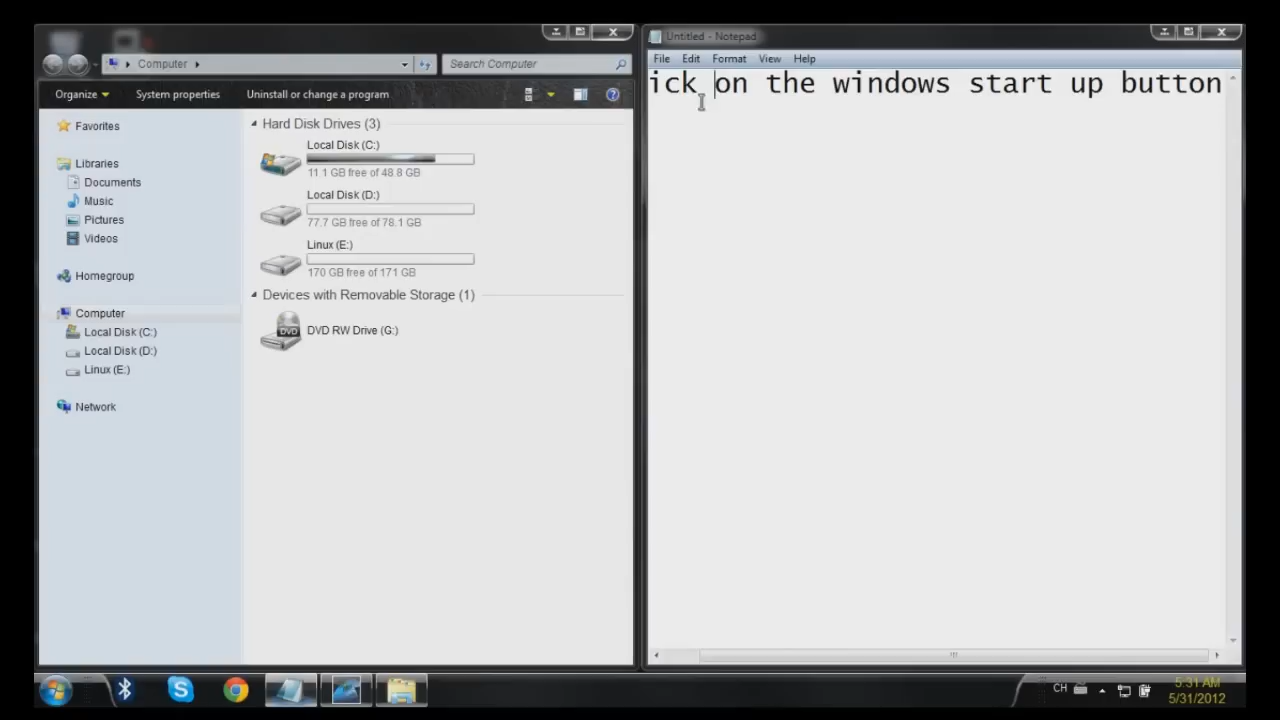 Computer
Search Computer
Organize
System properties
Uninstall or change a program
Favorites
Libraries
Documents
Music
Pictures
Videos
Homegroup
Computer
Local Disk (C:)
Local Disk (D:)
Linux (E:)
Network
Hard Disk Drives (3)
Local Disk (C:)
11.1 GB free of 48.8 GB
Local Disk (D:)
77.7 GB free of 78.1 GB
Linux (E:)
170 GB free of 171 GB
Devices with Removable Storage (1)
DVD
DVD RW Drive (G:)
Untitled - Notepad
File Edit Format View Help
ick on the windows start up button
CH
5:31 AM
5/31/2012